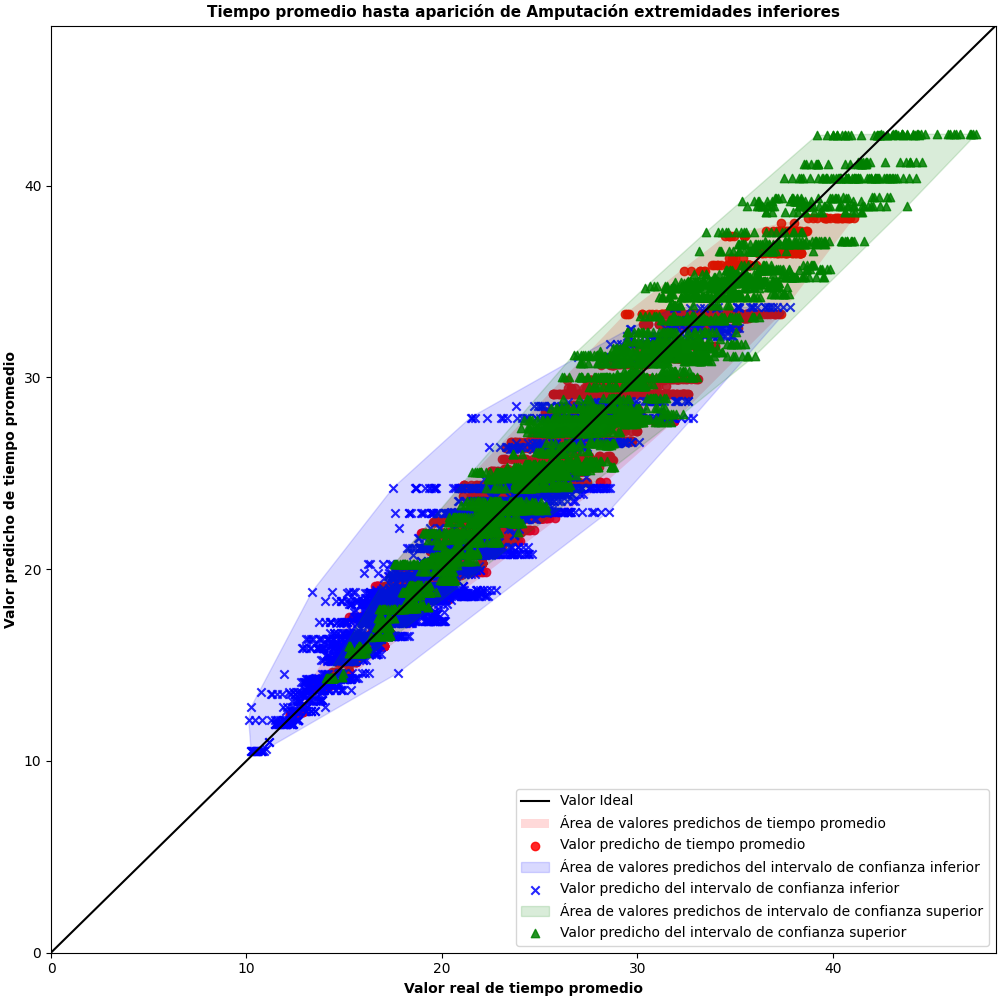 Tiempo promedio hasta aparición de Amputación extremidades inferiores
Valor predicho de tiempo promedio
40
30
20
10
0
0 10 20 30 40
Valor real de tiempo promedio
Valor Ideal
Área de valores predichos de tiempo promedio
Valor predicho de tiempo promedio
Área de valores predichos del intervalo de confianza inferior
Valor predicho del intervalo de confianza inferior
Área de valores predichos de intervalo de confianza superior
Valor predicho del intervalo de confianza superior